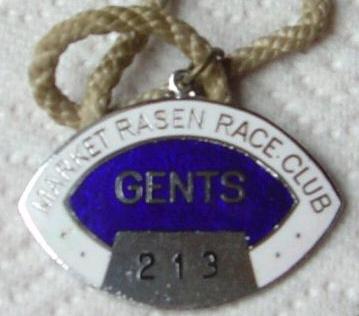 MARKET RASEN RACE·CLUB
GENTS
213